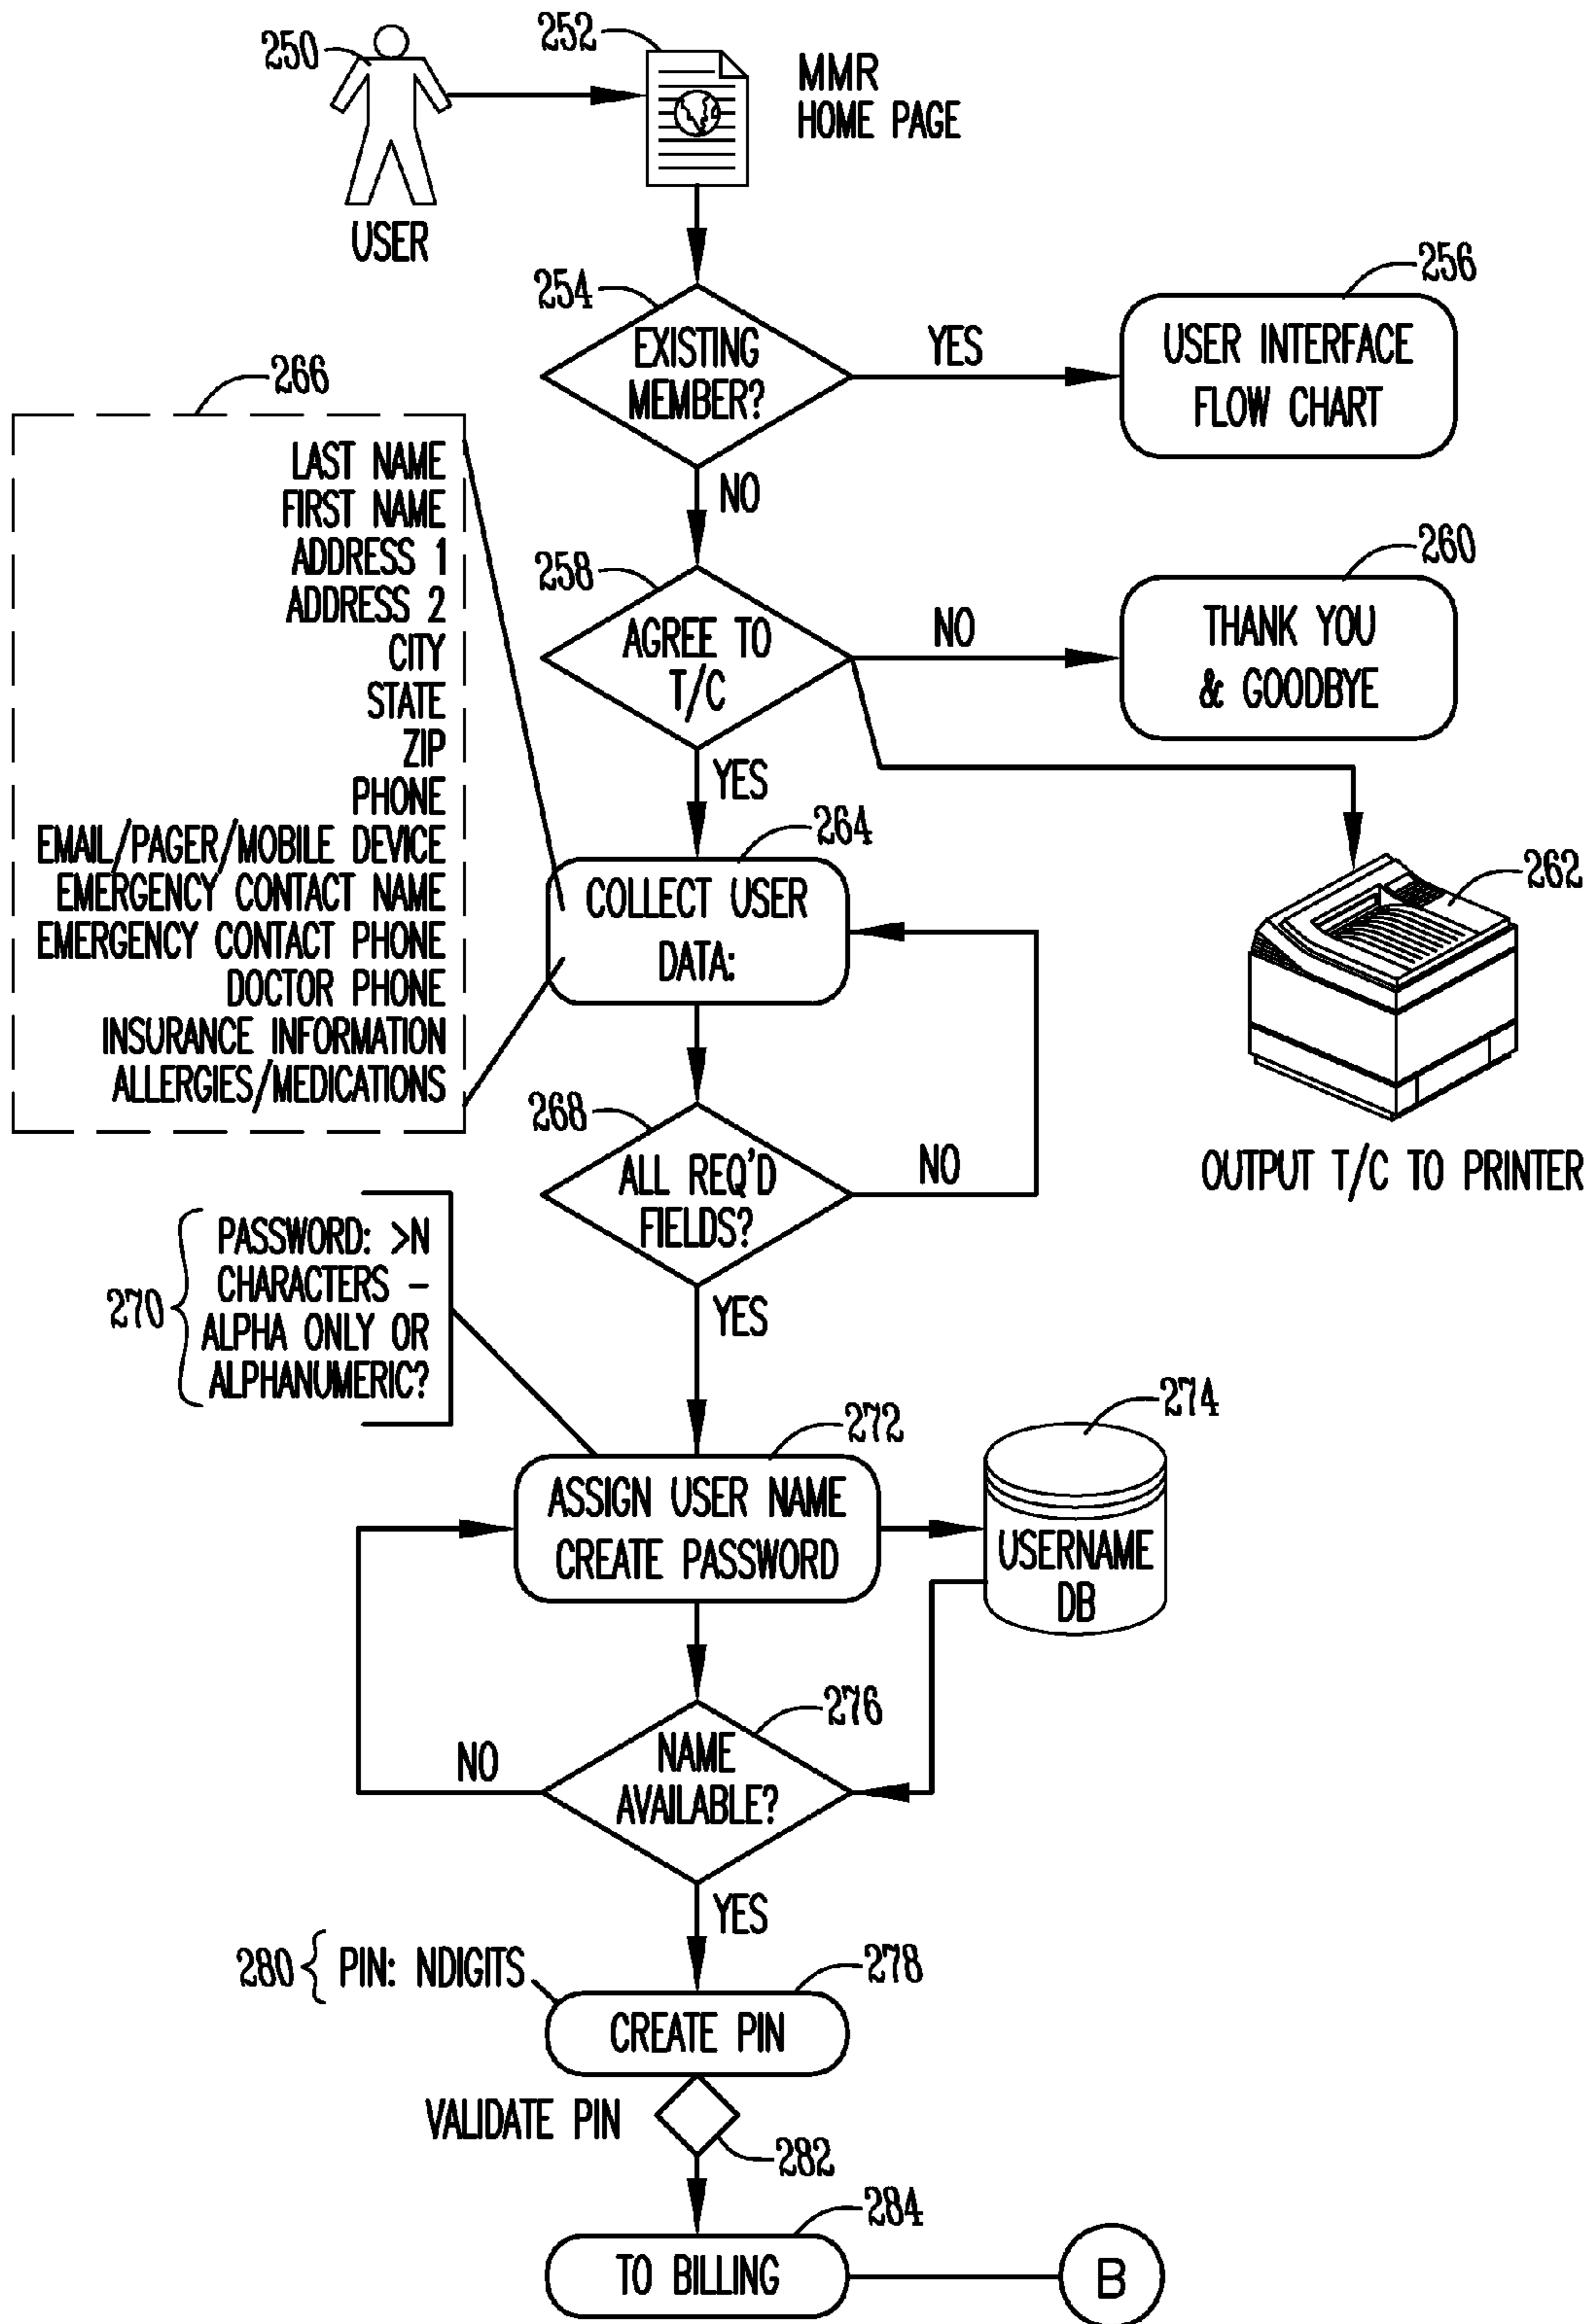 250
252
MMR
HOME PAGE
USER
254
EXISTING
MEMBER?
YES
256
USER INTERFACE
FLOW CHART
NO
266
LAST NAME
FIRST NAME
ADDRESS 1
ADDRESS 2
CITY
STATE
ZIP
PHONE
EMAIL/PAGER/MOBILE DEVICE
EMERGENCY CONTACT NAME
EMERGENCY CONTACT PHONE
DOCTOR PHONE
INSURANCE INFORMATION
ALLERGIES/MEDICATIONS
258
AGREE TO
T/C
NO
260
THANK YOU
& GOODBYE
YES
264
COLLECT USER
DATA:
262
OUTPUT T/C TO PRINTER
268
ALL REQ'D
FIELDS?
NO
YES
270
PASSWORD: >N
CHARACTERS –
ALPHA ONLY OR
ALPHANUMERIC?
272
ASSIGN USER NAME
CREATE PASSWORD
274
USERNAME
DB
276
NAME
AVAILABLE?
NO
YES
280
PIN: NDIGITS
278
CREATE PIN
VALIDATE PIN
282
284
TO BILLING
B